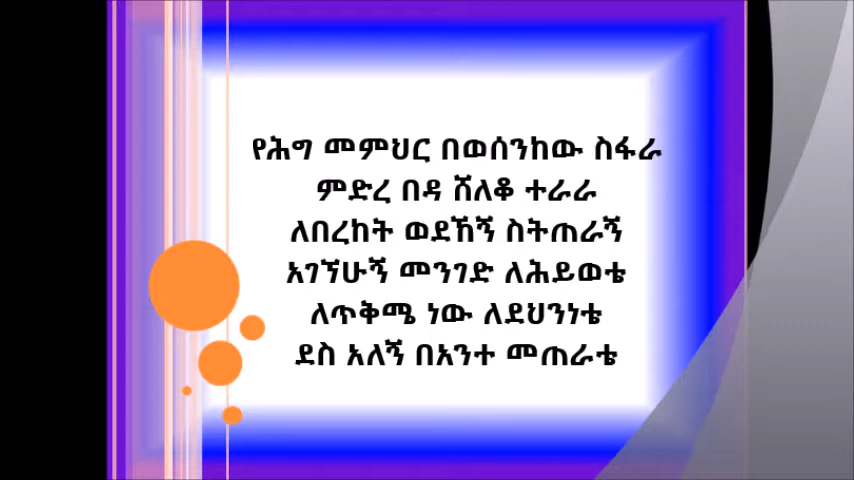 የሕግ መምህር በወሰንከው ስፋራ
ምድረ በዳ ሸለቆ ተራራ
ለበረከት ወደኸኝ ስትጠራኝ
አገኘሁኝ መንገድ ለሕይወቴ
ለጥቅሜ ነው ለደህንነቴ
ደስ አለኝ በአንተ መጠራቴ